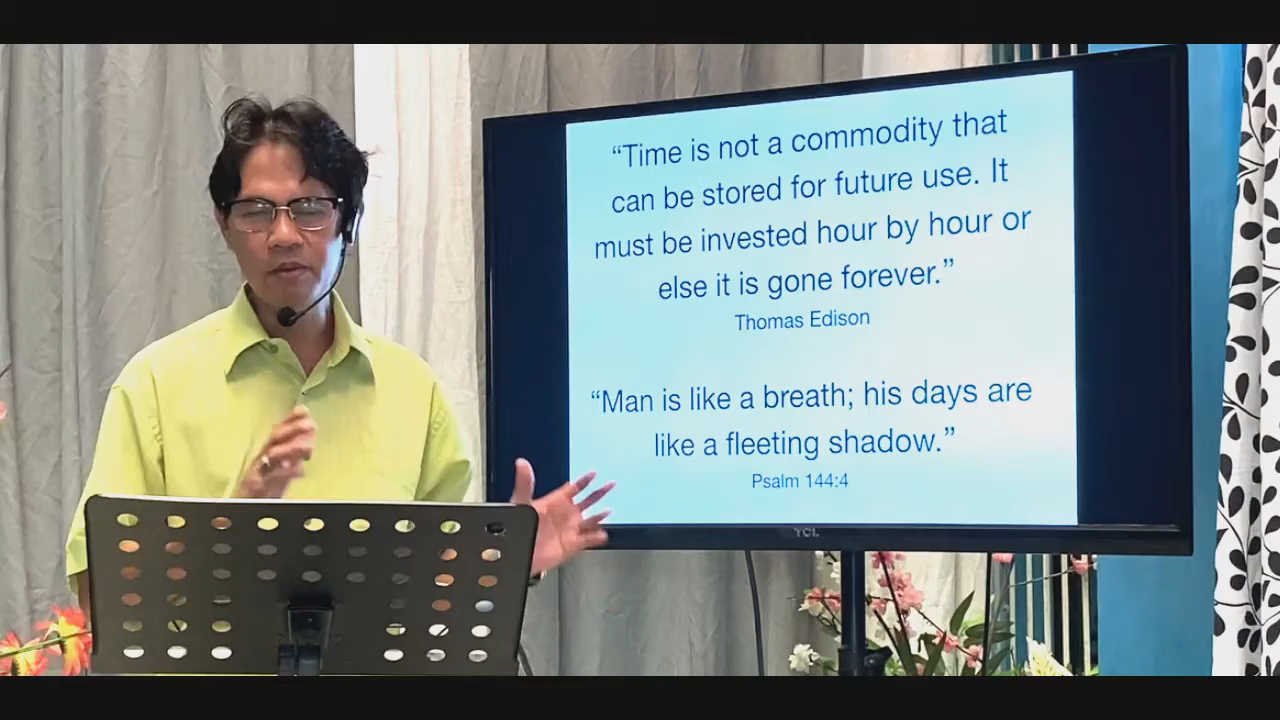 “Time is not a commodity that
can be stored for future use. It
must be invested hour by hour or
else it is gone forever.”
Thomas Edison
“Man is like a breath; his days are
like a fleeting shadow.”
Psalm 144:4
TCL